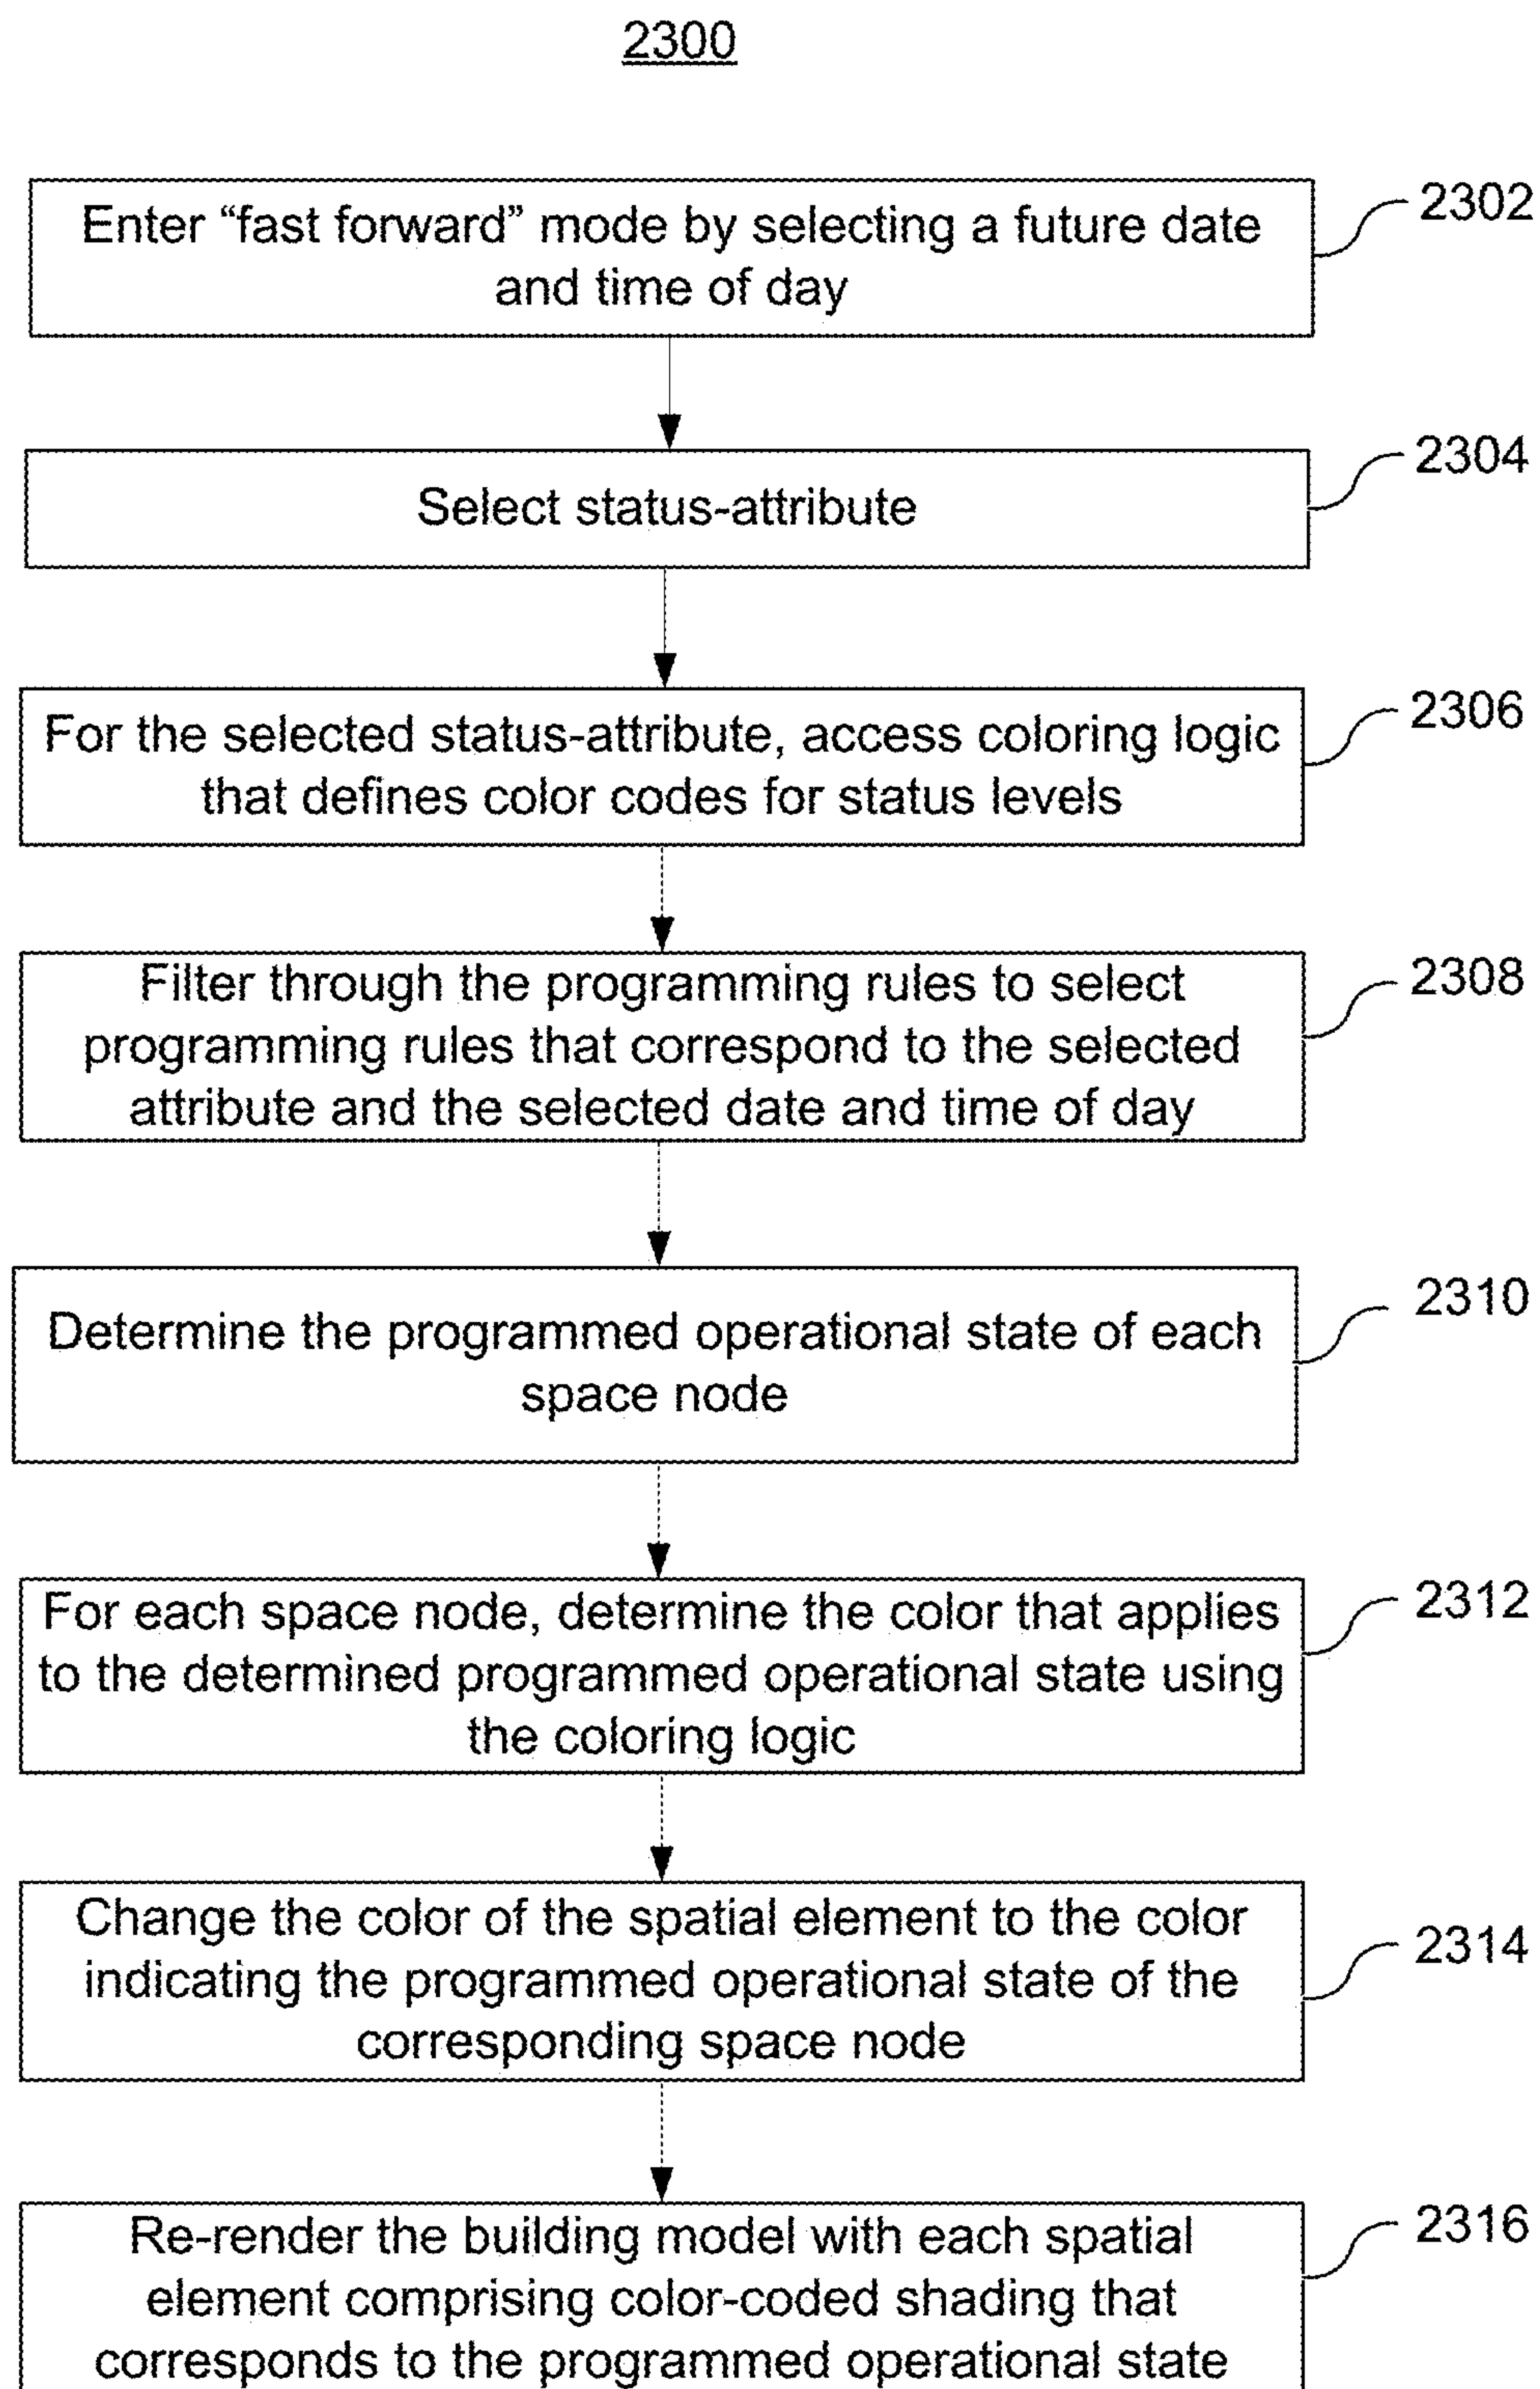 2300
Enter “fast forward” mode by selecting a future date
and time of day
2302
Select status-attribute
2304
For the selected status-attribute, access coloring logic
that defines color codes for status levels
2306
Filter through the programming rules to select
programming rules that correspond to the selected
attribute and the selected date and time of day
2308
Determine the programmed operational state of each
space node
2310
For each space node, determine the color that applies
to the determined programmed operational state using
the coloring logic
2312
Change the color of the spatial element to the color
indicating the programmed operational state of the
corresponding space node
2314
Re-render the building model with each spatial
element comprising color-coded shading that
corresponds to the programmed operational state
2316